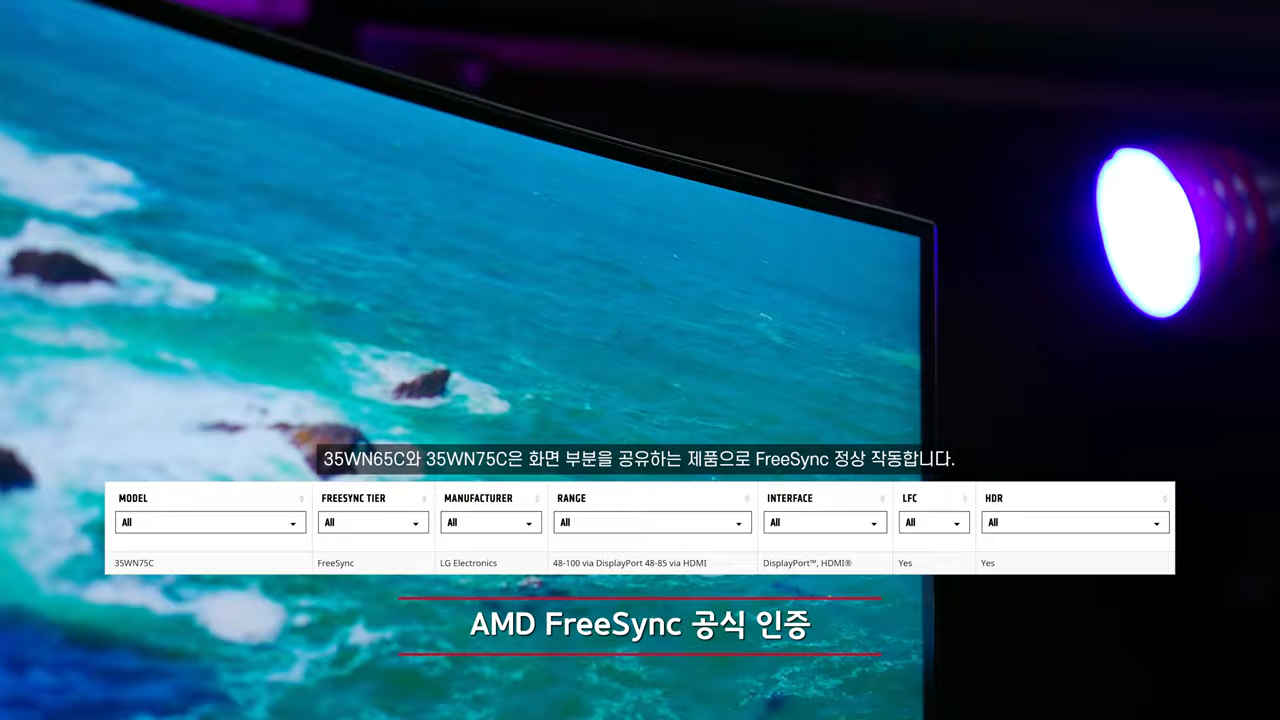 35WN65C와 35WN75C은 화면 부분을 공유하는 제품으로 FreeSync 정상 작동합니다.
MODEL FREESYNC TIER MANUFACTURER RANGE INTERFACE LFC HDR
All All All All All All All
35WN75C FreeSync LG Electronics 48-100 via DisplayPort 48-85 via HDMI DisplayPort™, HDMI® Yes Yes
AMD FreeSync 공식 인증